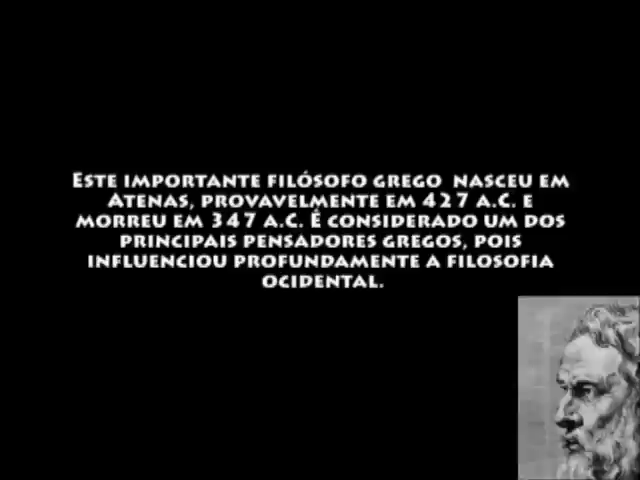 Este importante filósofo grego nasceu em
Atenas, provavelmente em 427 a.C. e
morreu em 347 a.C. É considerado um dos
principais pensadores gregos, pois
influenciou profundamente a filosofia
ocidental.